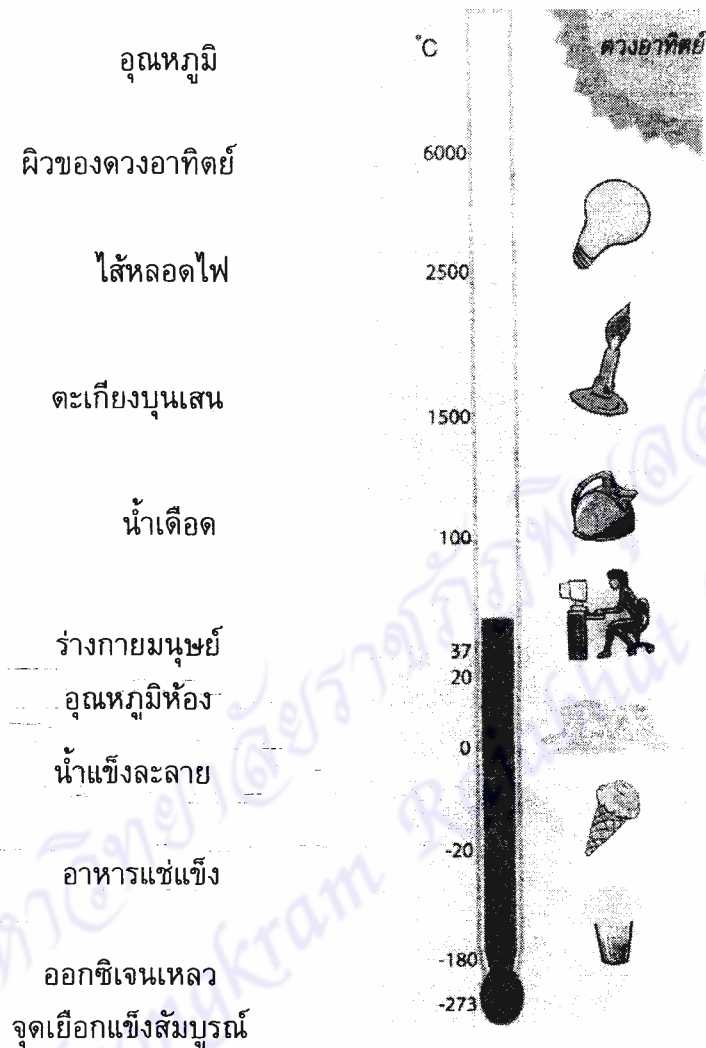 อุณหภูมิ °C ดวงอาทิตย์
ผิวของดวงอาทิตย์ 6000
ไส้หลอดไฟ 2500
ตะเกียงบุนเสน 1500
น้ำเดือด 100
ร่างกายมนุษย์ 37
อุณหภูมิห้อง 20
น้ำแข็งละลาย 0
อาหารแช่แข็ง -20
ออกซิเจนเหลว -180
จุดเยือกแข็งสัมบูรณ์ -273